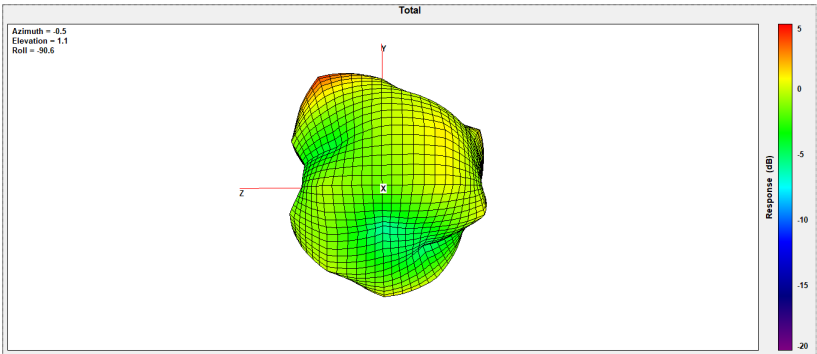 Total
Azimuth = -0.5
Elevation = 1.1
Roll = -90.6
Y
Z
X
5
0
-5
-10
-15
-20
Response (dB)